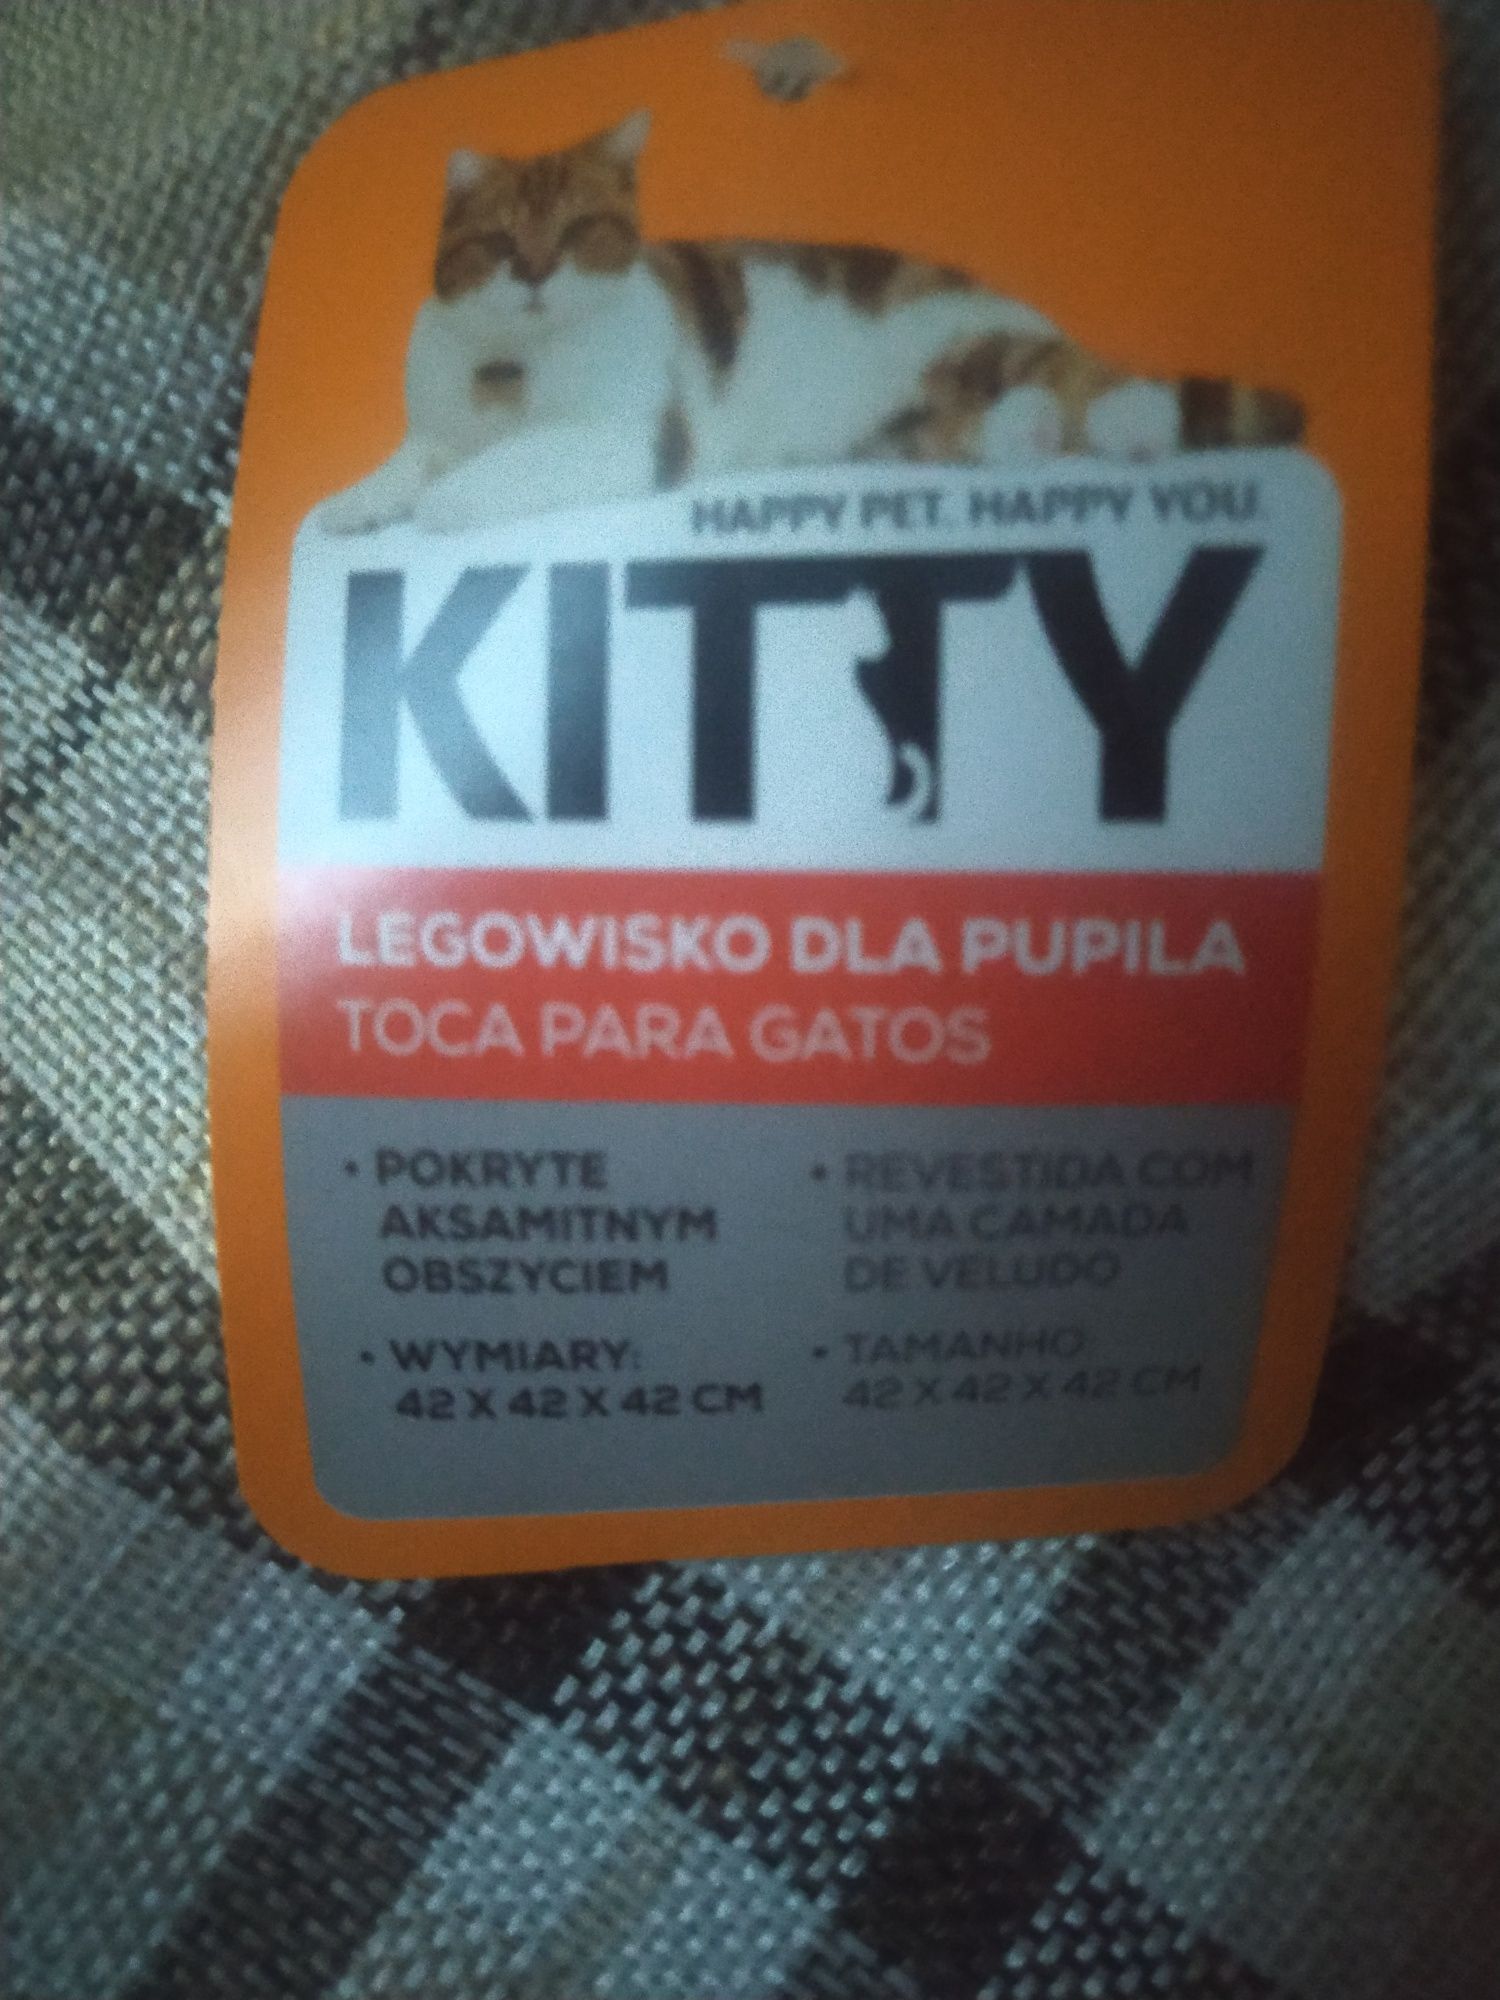 HAPPY PET. HAPPY YOU.
KITTY
LEGOWISKO DLA PUPILA
TOCA PARA GATOS
• POKRYTE
AKSAMITNYM
OBSZYCIEM
• WYMIARY:
42 X 42 X 42 CM
• REVESTIDA COM
UMA CAMADA
DE VELUDO
• TAMANHO:
42 X 42 X 42 CM